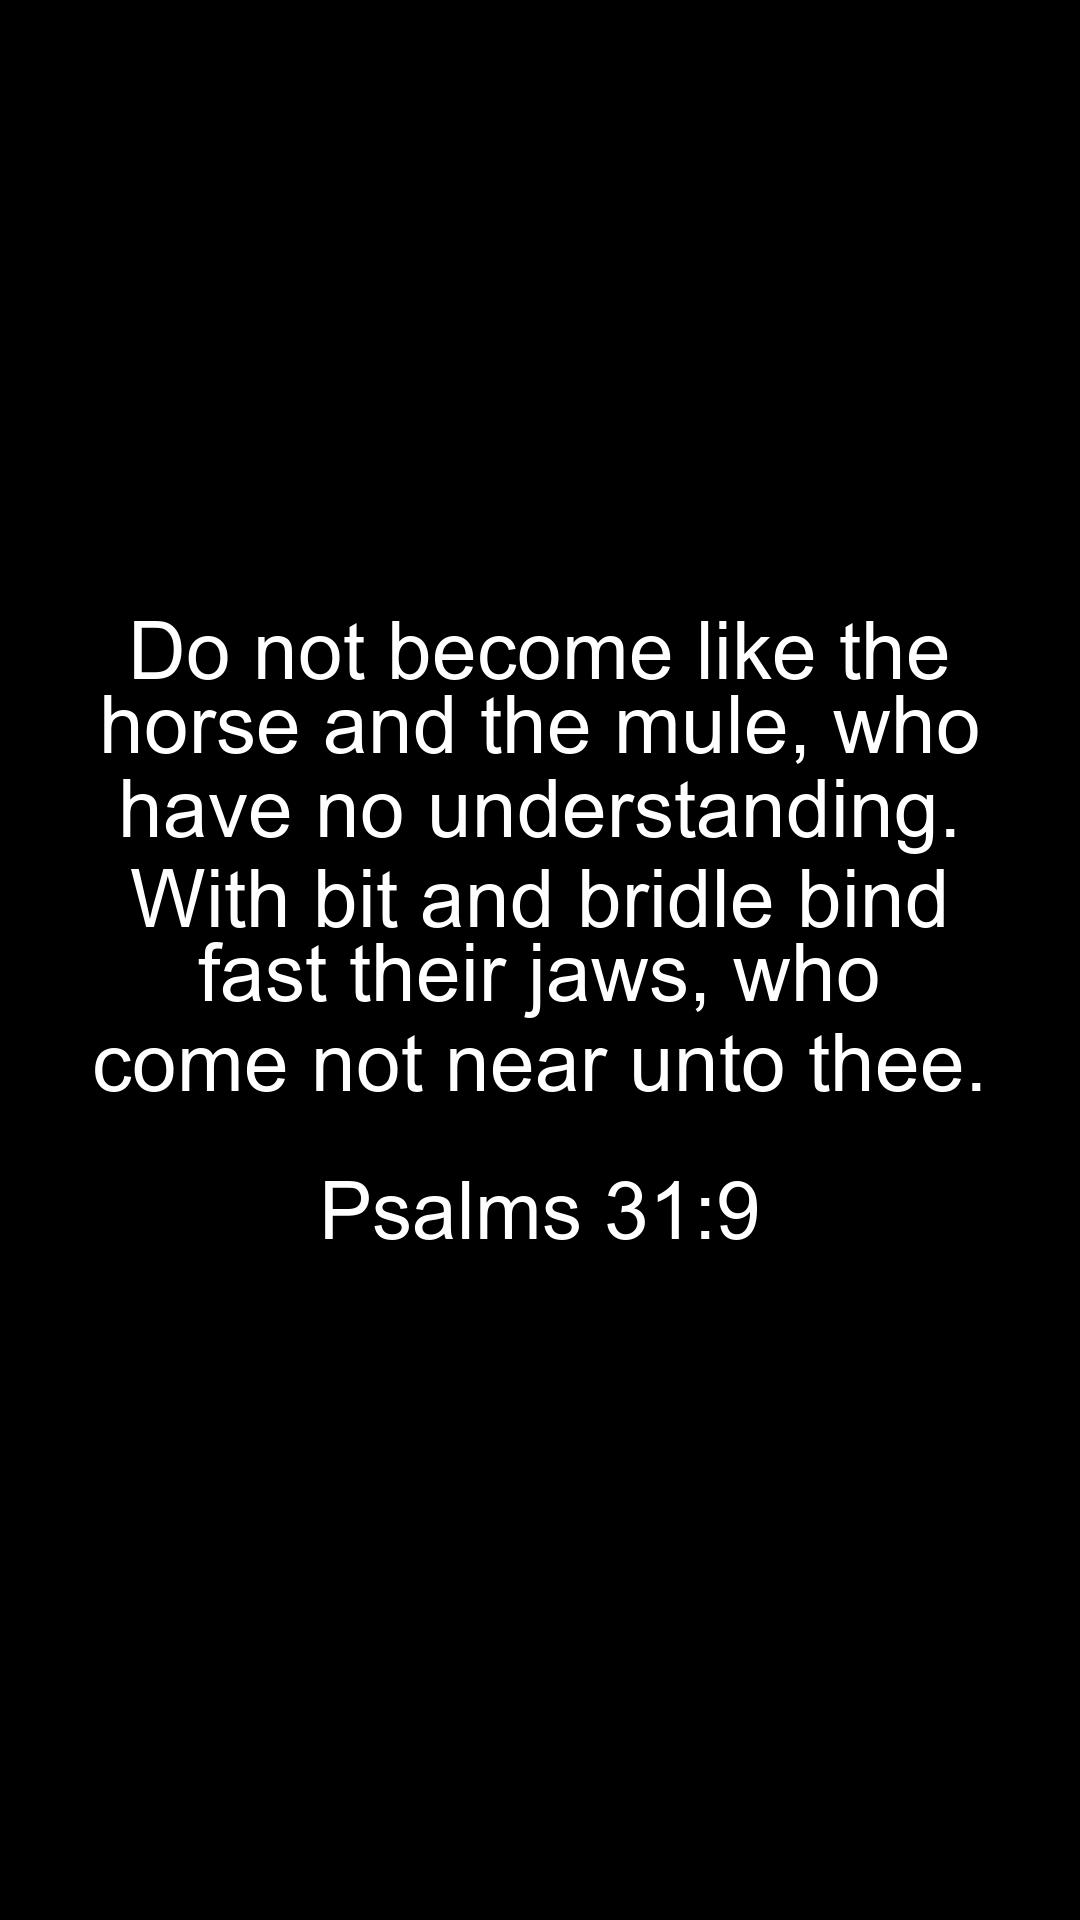 Do not become like the
horse and the mule, who
have no understanding.
With bit and bridle bind
fast their jaws, who
come not near unto thee.
Psalms 31:9